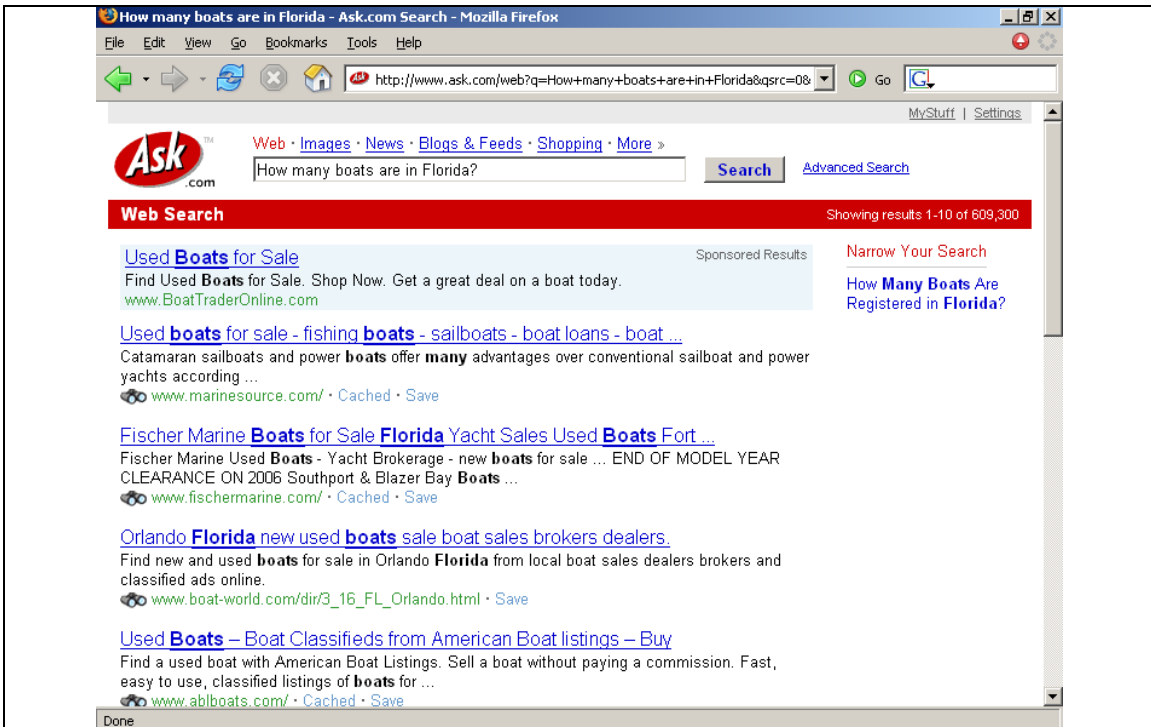 How many boats are in Florida - Ask.com Search - Mozilla Firefox
File Edit View Go Bookmarks Tools Help
http://www.ask.com/web?q=How+many+boats+are+in+Florida&qsrc=0& Go G
MyStuff | Settings
Ask.com TM
Web · Images · News · Blogs & Feeds · Shopping · More »
How many boats are in Florida? Search Advanced Search
Web Search Showing results 1-10 of 609,300
Used Boats for Sale Sponsored Results
Find Used Boats for Sale. Shop Now. Get a great deal on a boat today.
www.BoatTraderOnline.com
Narrow Your Search
How Many Boats Are
Registered in Florida?
Used boats for sale - fishing boats - sailboats - boat loans - boat ...
Catamaran sailboats and power boats offer many advantages over conventional sailboat and power
yachts according ...
www.marinesource.com/ · Cached · Save
Fischer Marine Boats for Sale Florida Yacht Sales Used Boats Fort ...
Fischer Marine Used Boats - Yacht Brokerage - new boats for sale ... END OF MODEL YEAR
CLEARANCE ON 2006 Southport & Blazer Bay Boats ...
www.fischermarine.com/ · Cached · Save
Orlando Florida new used boats sale boat sales brokers dealers.
Find new and used boats for sale in Orlando Florida from local boat sales dealers brokers and
classified ads online.
www.boat-world.com/dir/3_16_FL_Orlando.html · Save
Used Boats – Boat Classifieds from American Boat listings – Buy
Find a used boat with American Boat Listings. Sell a boat without paying a commission. Fast,
easy to use, classified listings of boats for ...
www.ablboats.com/ · Cached · Save
Done